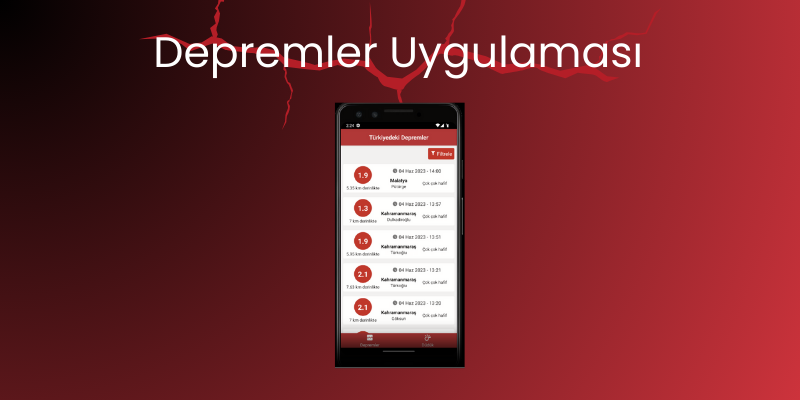 Depremler Uygulaması
3:24
Türkiyedeki Depremler
Filtrele
1.9
04 Haz 2023 - 14:00
Malatya
Pütürge
5.35 km derinlikte
Çok çok hafif
1.3
04 Haz 2023 - 13:57
Kahramanmaraş
Dulkadiroğlu
7 km derinlikte
Çok çok hafif
1.9
04 Haz 2023 - 13:51
Kahramanmaraş
Türkoğlu
5.95 km derinlikte
Çok çok hafif
2.1
04 Haz 2023 - 13:31
Kahramanmaraş
Türkoğlu
7.03 km derinlikte
Çok çok hafif
2.1
04 Haz 2023 - 13:20
Kahramanmaraş
Göksun
7 km derinlikte
Çok çok hafif
Depremler